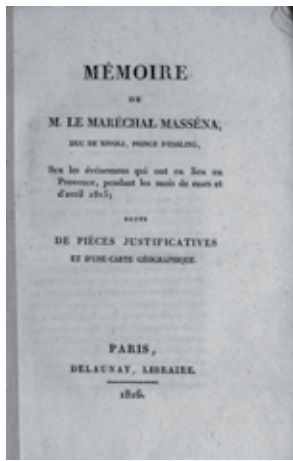 MÉMOIRE
DE
M. LE MARÉCHAL MASSÉNA,
DUC DE RIVOLI, PRINCE D'ESSLING,
Sur les événemens qui ont eu lieu en
Provence, pendant les mois de mars et
d'avril 1815;
SUIVI
DE PIÈCES JUSTIFICATIVES
ET D'UNE CARTE GÉOGRAPHIQUE.
PARIS,
DELAUNAY, LIBRAIRE.
1816.